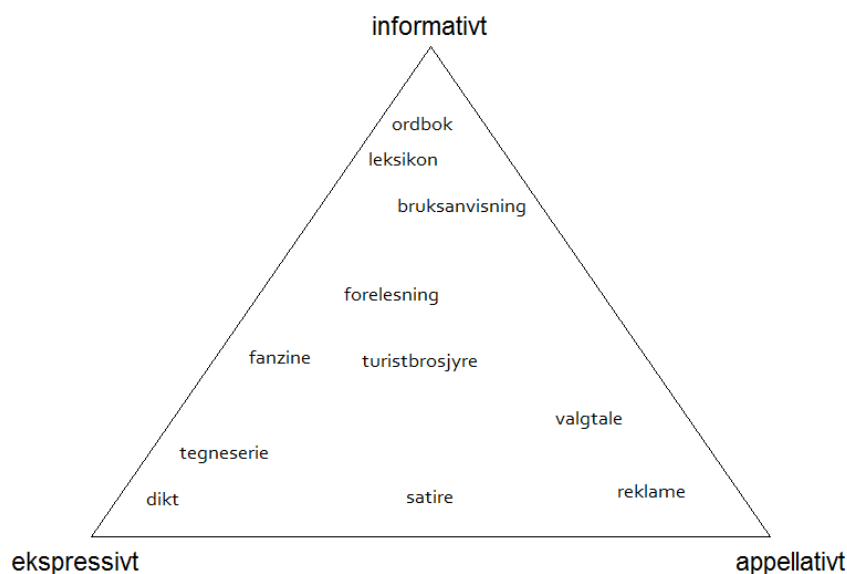 informativt
ordbok
leksikon
bruksanvisning
forelesning
fanzine
turistbrosjyre
valgtale
tegneserie
dikt
satire
reklame
ekspressivt
appellativt